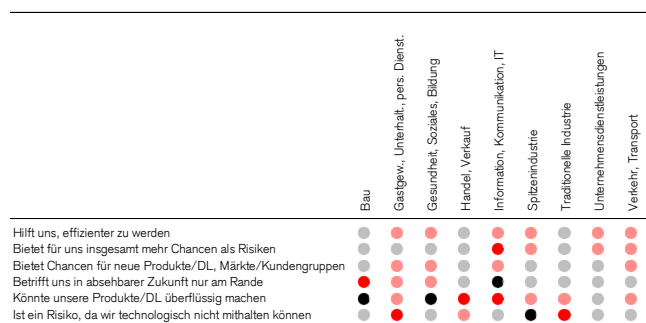 Bau
Gastgew., Unterhalt., pers. Dienst.
Gesundheit, Soziales, Bildung
Handel, Verkauf
Information, Kommunikation, IT
Spitzenindustrie
Traditionelle Industrie
Unternehmensdienstleistungen
Verkehr, Transport
Hilft uns, effizienter zu werden
Bietet für uns insgesamt mehr Chancen als Risiken
Bietet Chancen für neue Produkte/DL, Märkte/Kundengruppen
Betrifft uns in absehbarer Zukunft nur am Rande
Könnte unsere Produkte/DL überflüssig machen
Ist ein Risiko, da wir technologisch nicht mithalten können